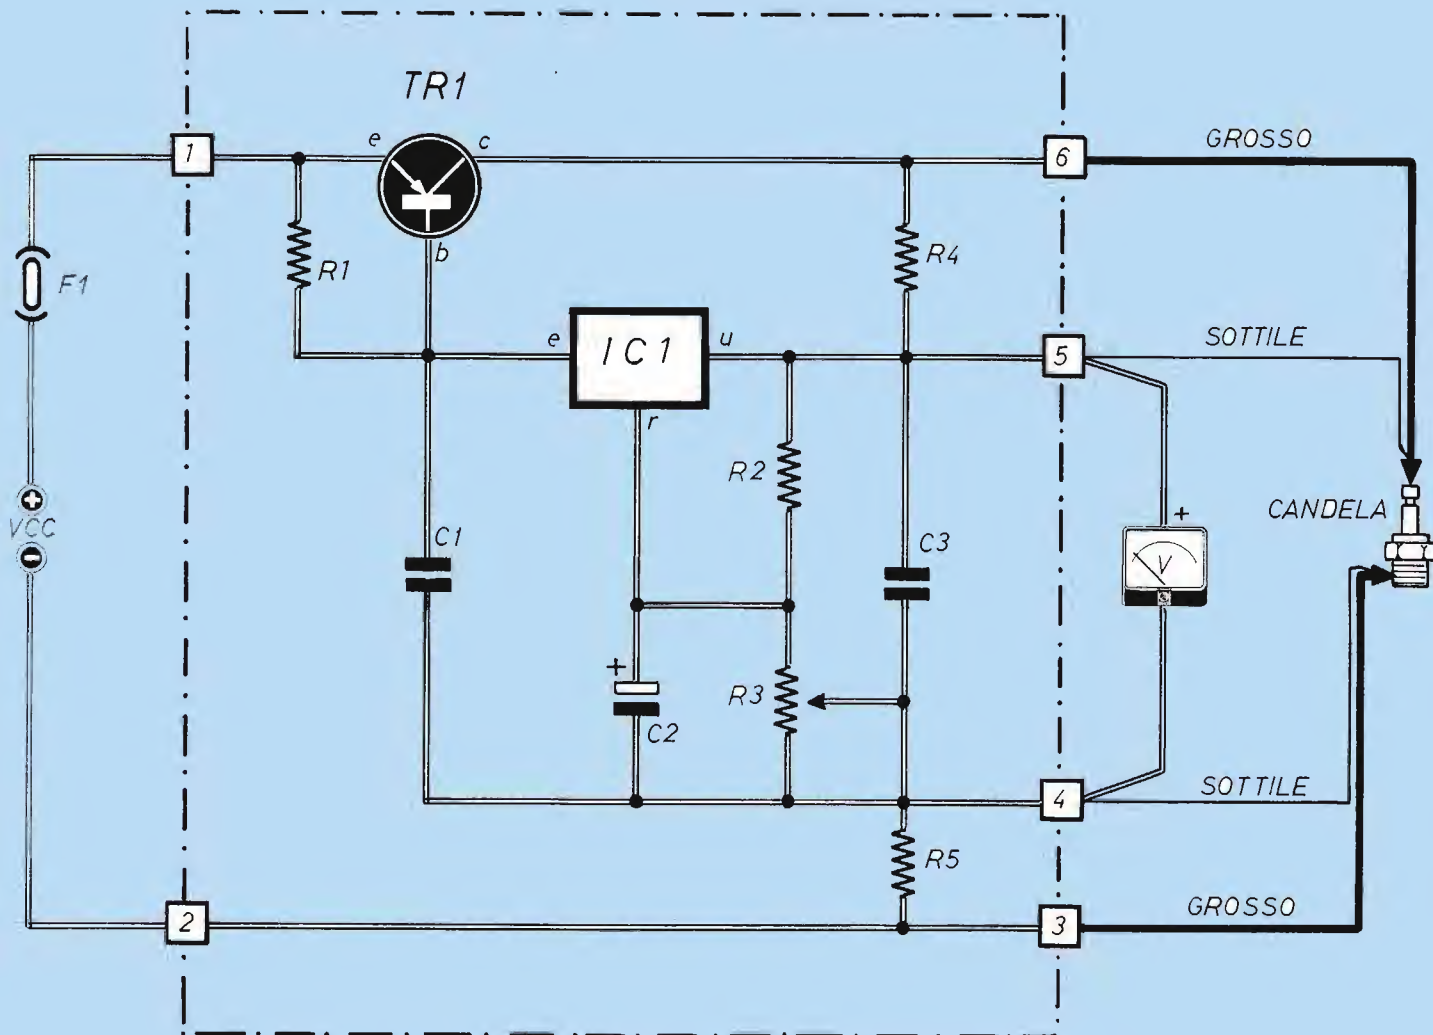 TR1
e
c
1
6
GROSSO
b
R1
R4
F1
e
IC1
u
5
SOTTILE
r
R2
+
VCC
-
C1
C3
+
V
CANDELA
+
C2
R3
4
SOTTILE
R5
2
3
GROSSO